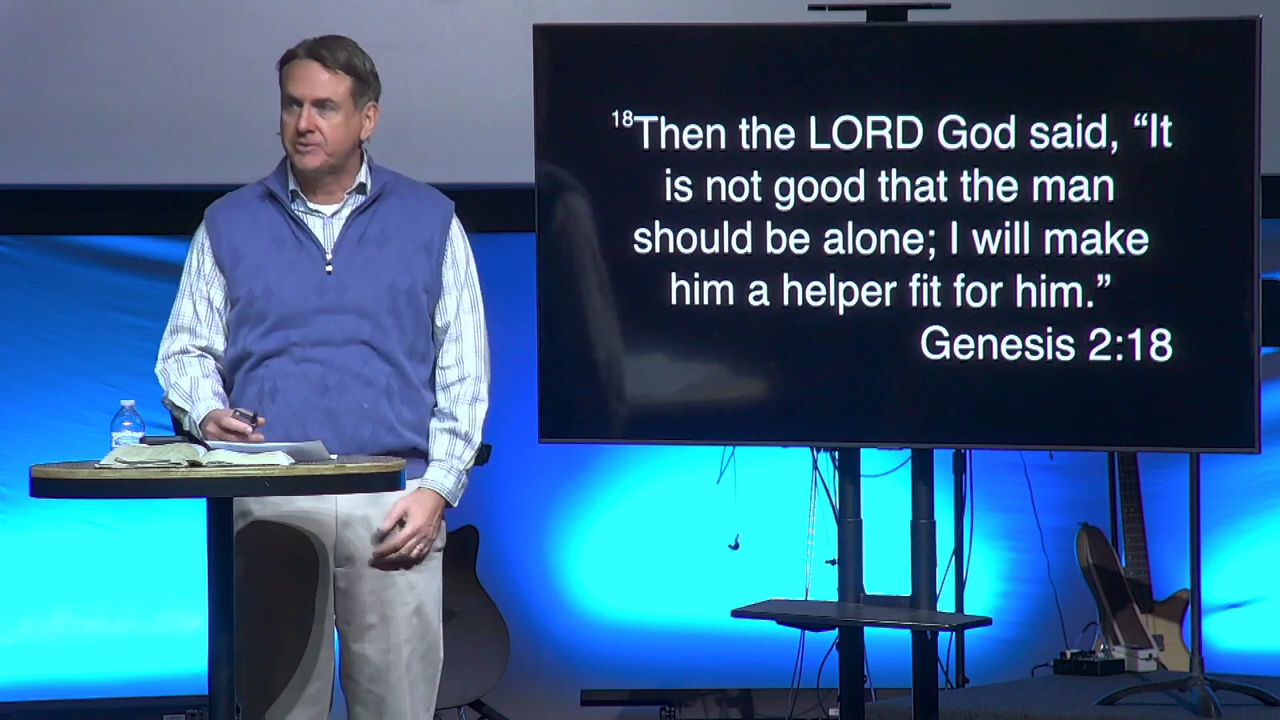 ¹⁸Then the LORD God said, “It
is not good that the man
should be alone; I will make
him a helper fit for him.”
Genesis 2:18